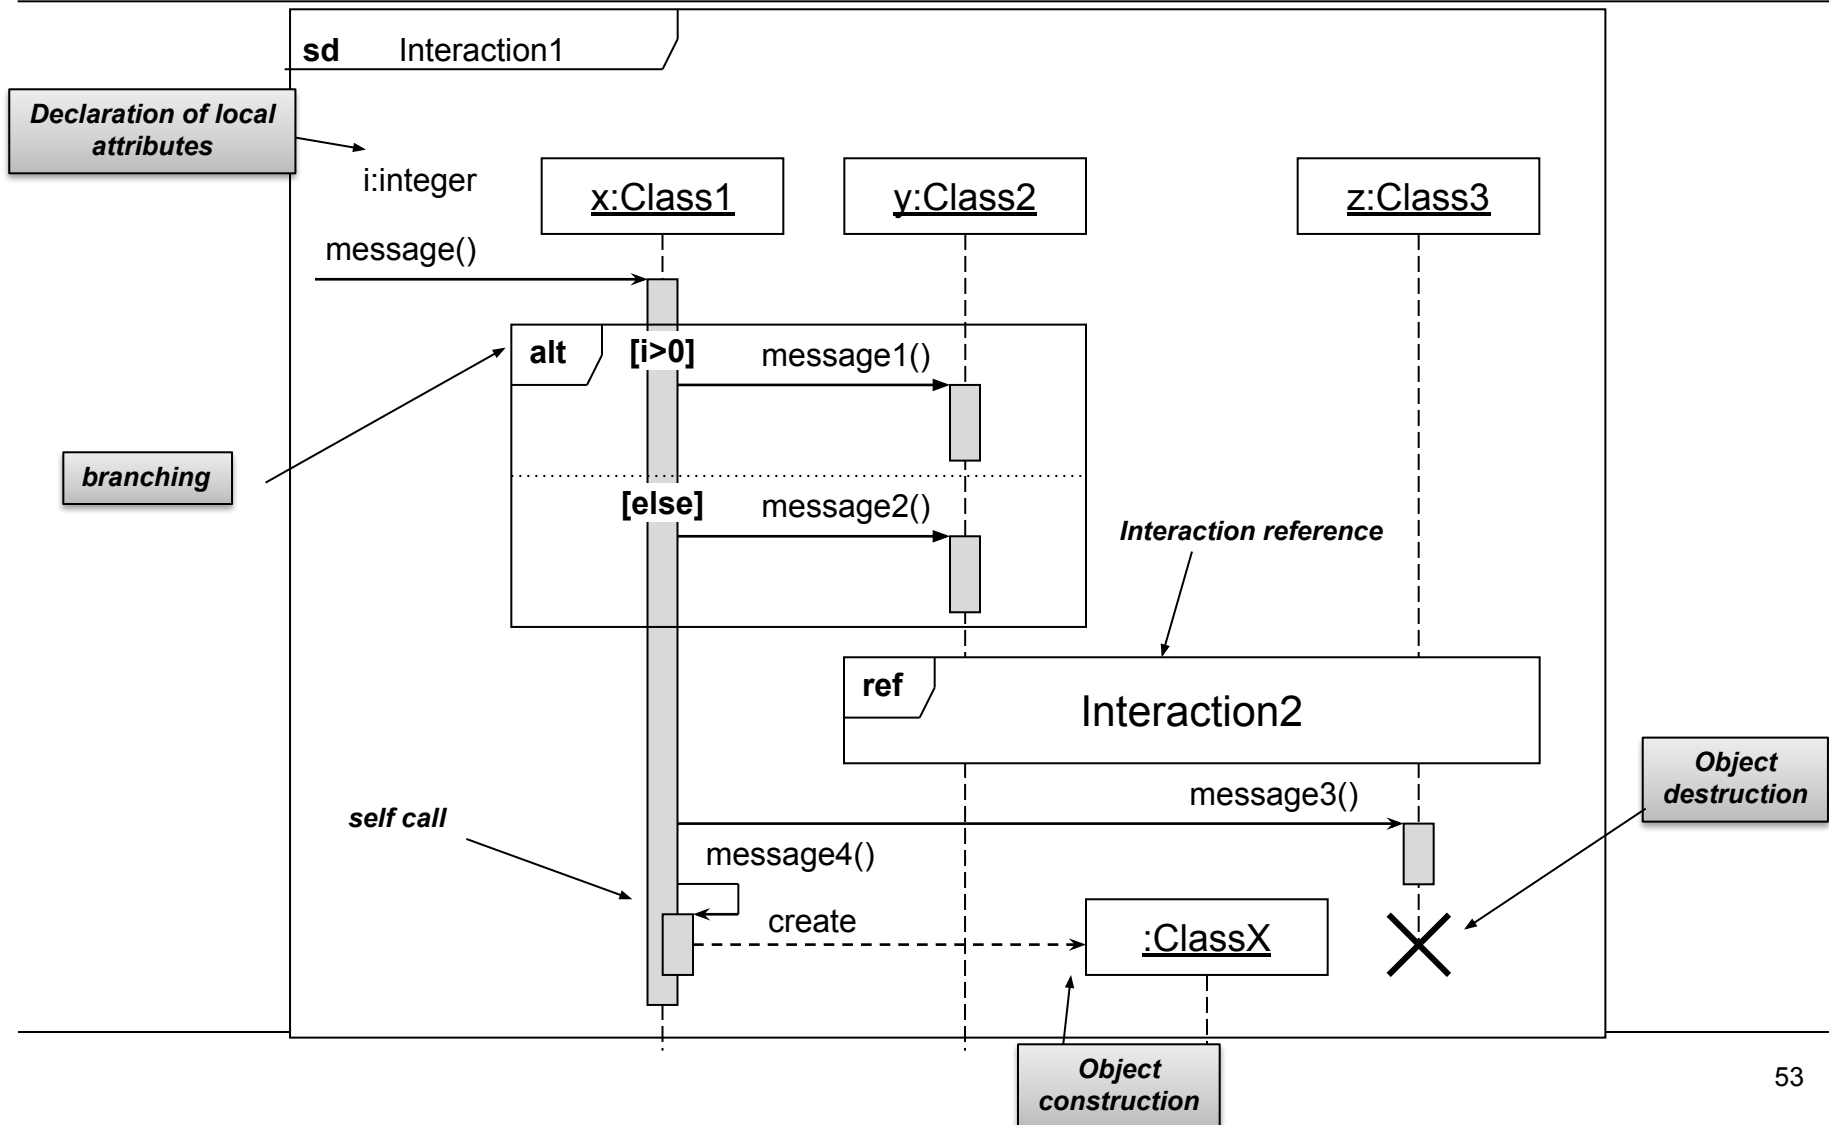 sd Interaction1
Declaration of local
attributes
i:integer
x:Class1
y:Class2
z:Class3
message()
alt
[i>0]
message1()
branching
[else]
message2()
Interaction reference
ref
Interaction2
Object
destruction
message3()
self call
message4()
create
:ClassX
Object
construction
53